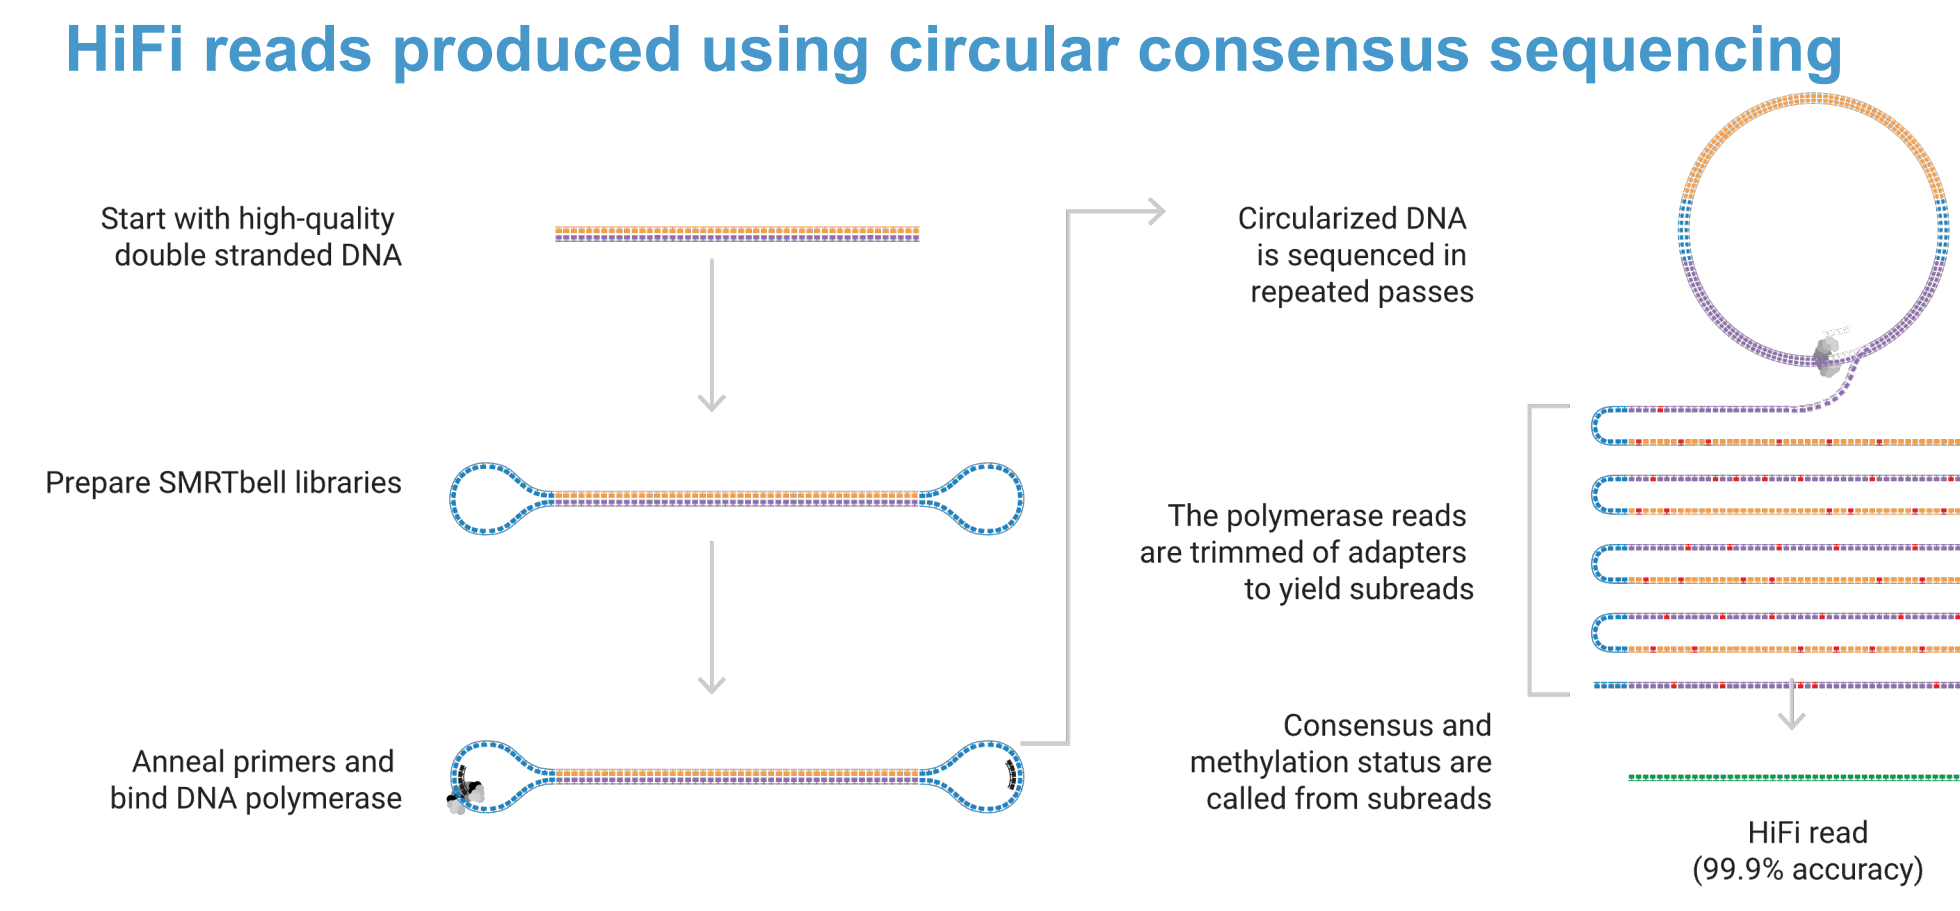 HiFi reads produced using circular consensus sequencing
Start with high-quality
double stranded DNA
Prepare SMRTbell libraries
Anneal primers and
bind DNA polymerase
Circularized DNA
is sequenced in
repeated passes
The polymerase reads
are trimmed of adapters
to yield subreads
Consensus and
methylation status are
called from subreads
HiFi read
(99.9% accuracy)